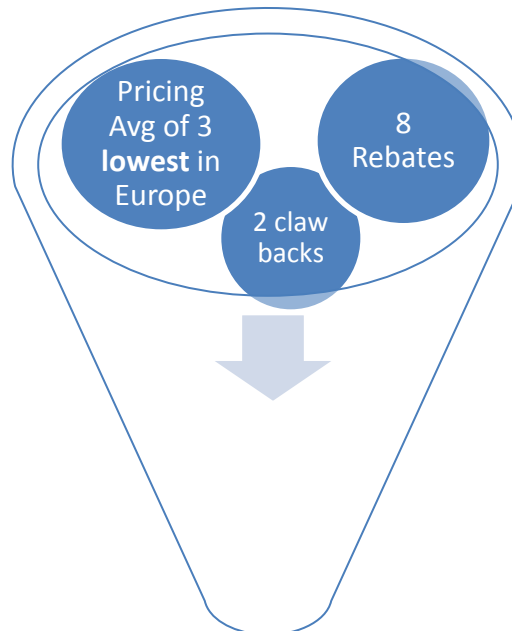 Pricing
Avg of 3
lowest in
Europe
8
Rebates
2 claw
backs